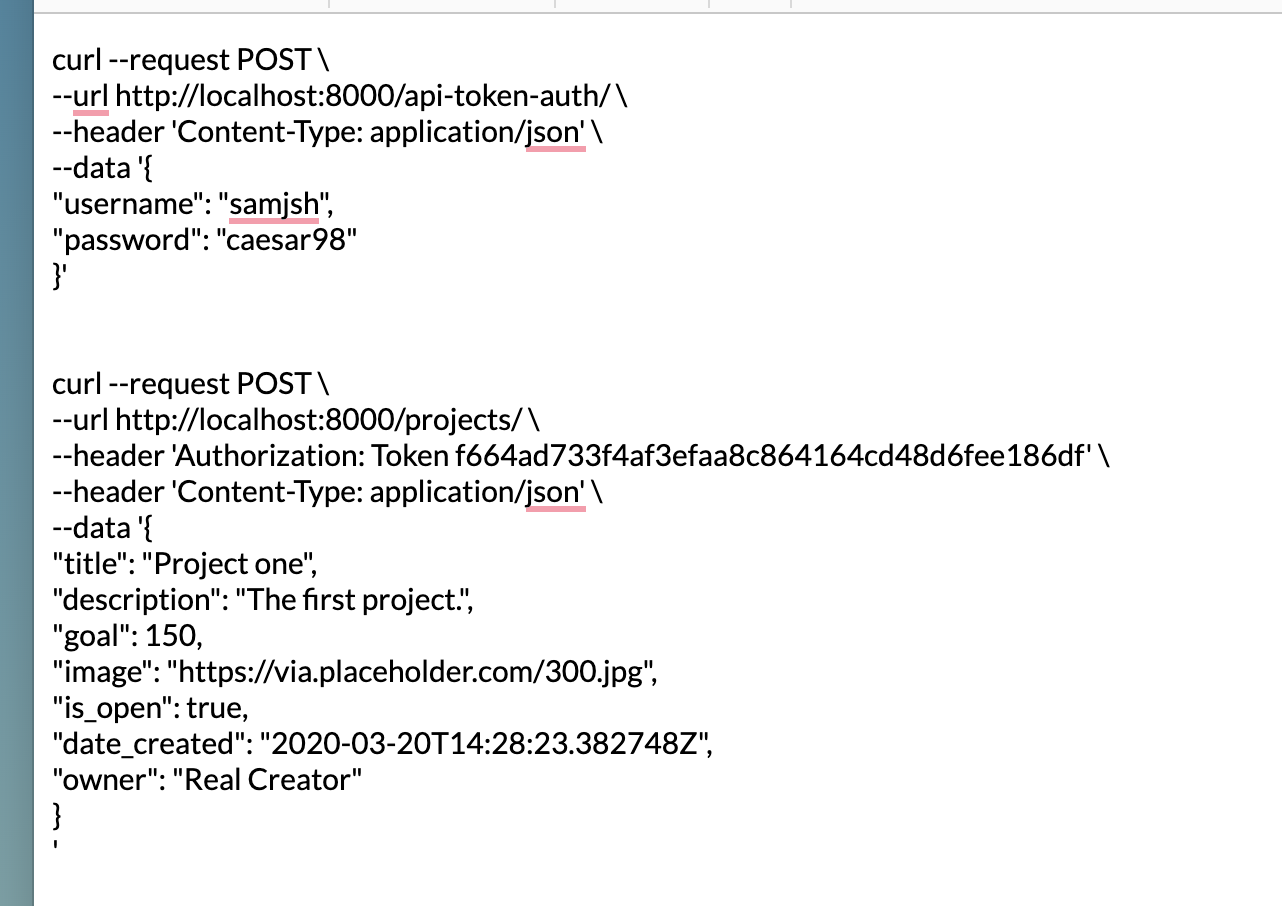 curl --request POST \
--url http://localhost:8000/api-token-auth/ \
--header 'Content-Type: application/json' \
--data '{
"username": "samjsh",
"password": "caesar98"
}'
curl --request POST \
--url http://localhost:8000/projects/ \
--header 'Authorization: Token f664ad733f4af3efaa8c864164cd48d6fee186df' \
--header 'Content-Type: application/json' \
--data '{
"title": "Project one",
"description": "The first project.",
"goal": 150,
"image": "https://via.placeholder.com/300.jpg",
"is_open": true,
"date_created": "2020-03-20T14:28:23.382748Z",
"owner": "Real Creator"
}
'